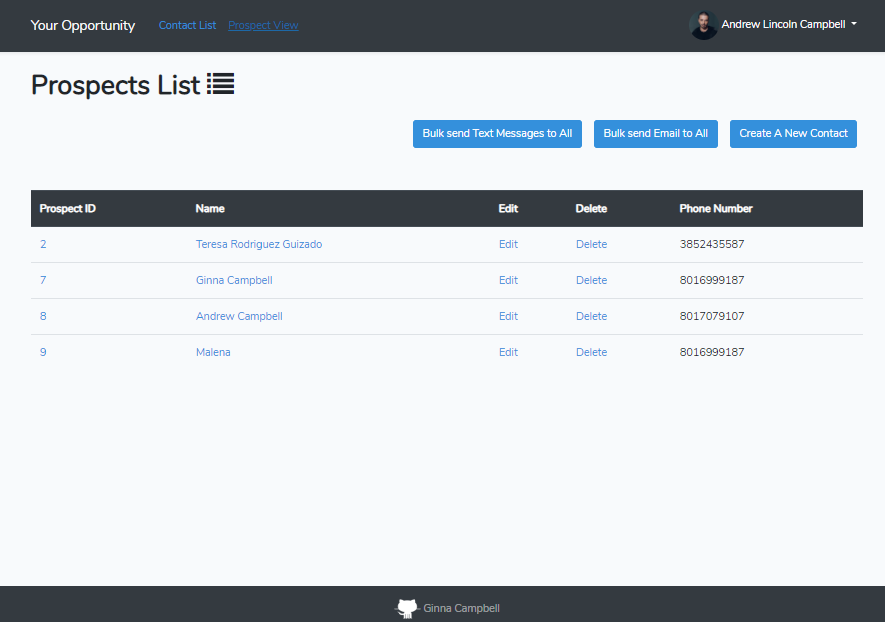 Your Opportunity Contact List Prospect View Andrew Lincoln Campbell
Prospects List
Bulk send Text Messages to All Bulk send Email to All Create A New Contact
Prospect ID Name Edit Delete Phone Number
2 Teresa Rodriguez Guizado Edit Delete 3852435587
7 Ginna Campbell Edit Delete 8016999187
8 Andrew Campbell Edit Delete 8017079107
9 Malena Edit Delete 8016999187
Ginna Campbell